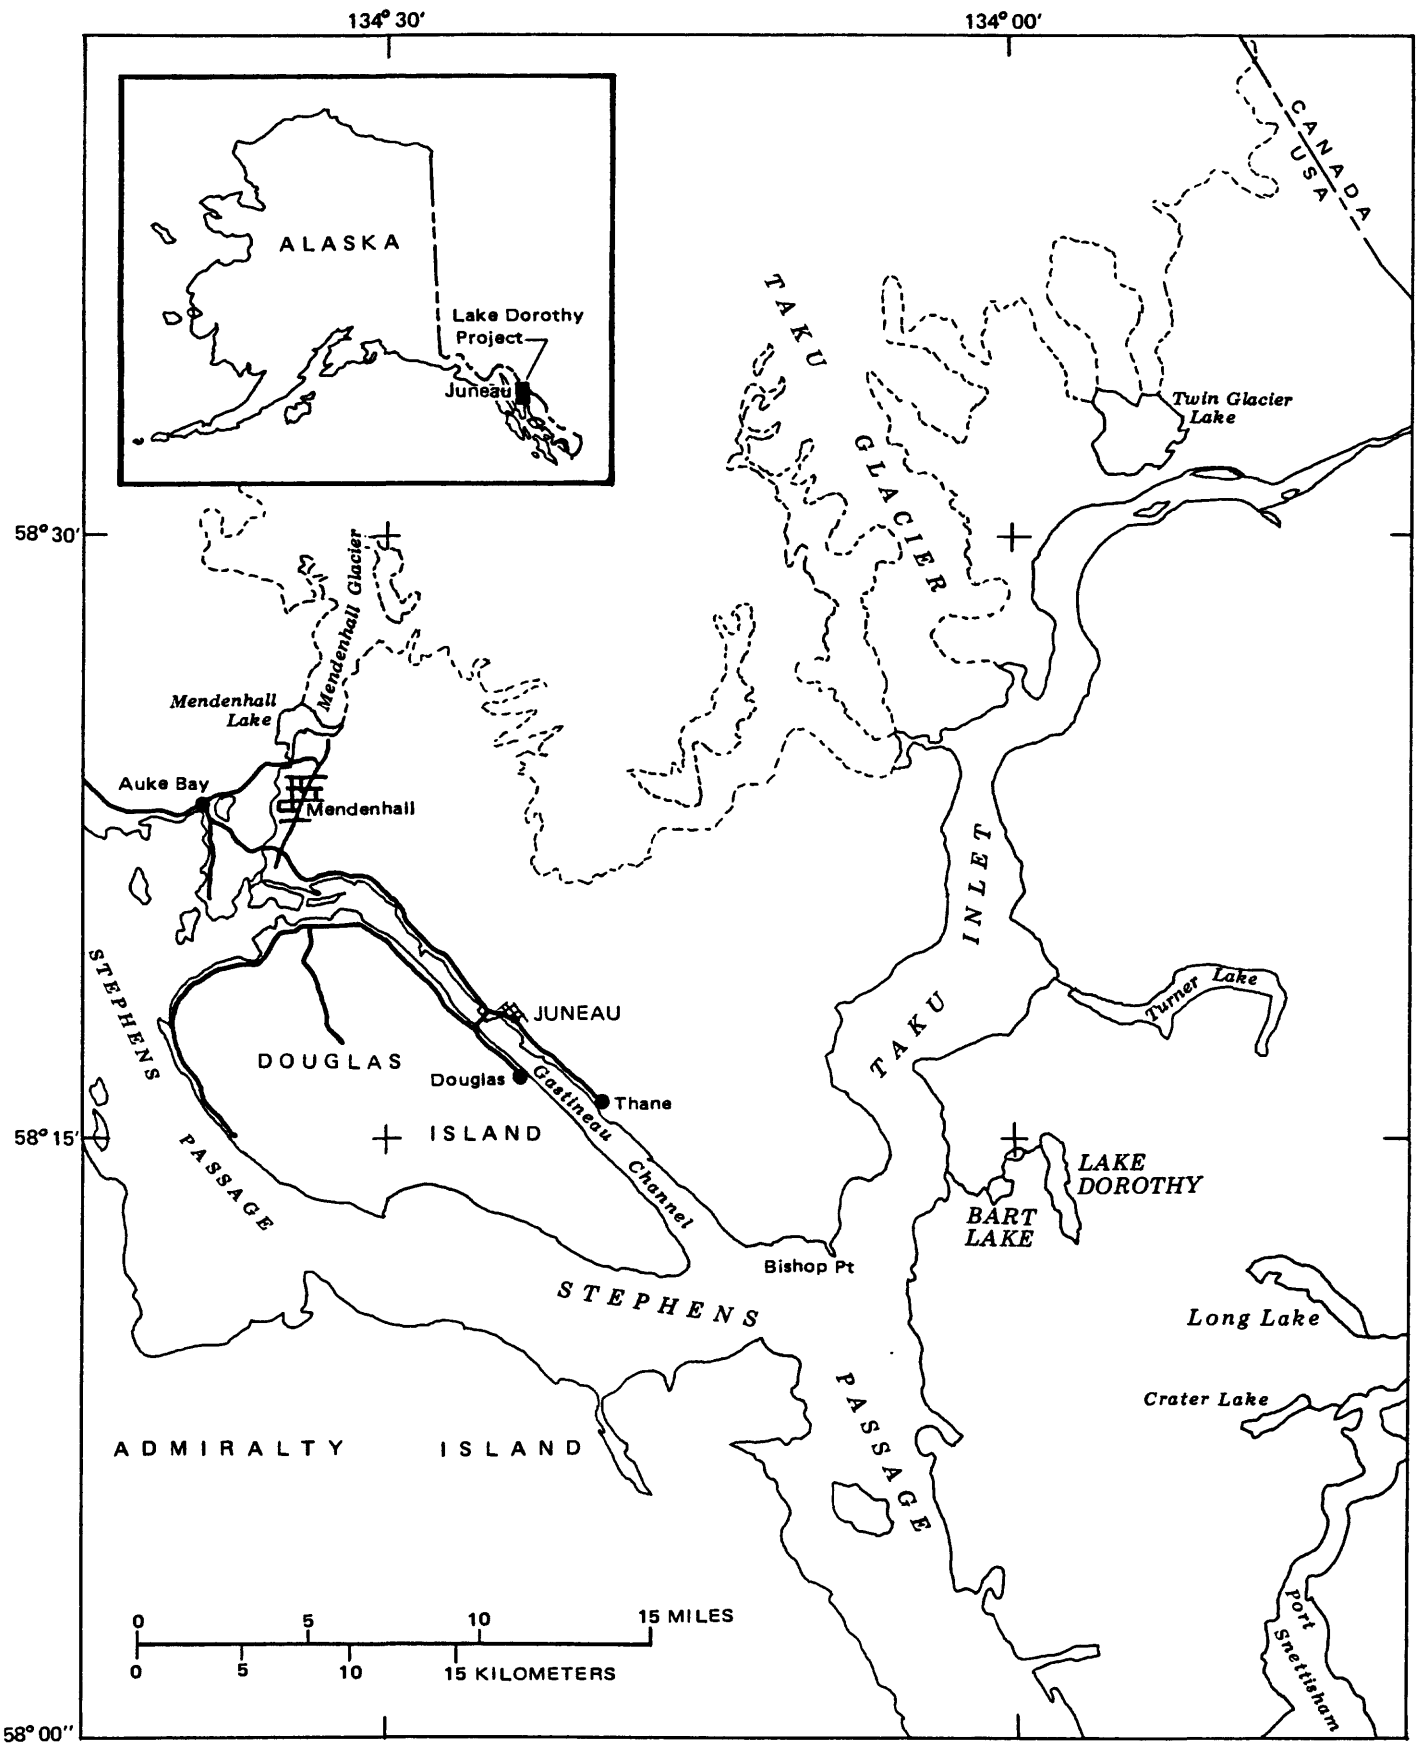 134° 30'
134° 00'
CANADA
USA
ALASKA
Lake Dorothy
Project
Juneau
TAKU
GLACIER
Twin Glacier
Lake
58° 30'
Mendenhall Glacier
Mendenhall
Lake
Auke Bay
Mendenhall
TAKU
INLET
STEPHENS
PASSAGE
Turner Lake
JUNEAU
DOUGLAS
ISLAND
Douglas
Gastineau
Channel
Thane
58° 15'
LAKE
DOROTHY
BART
LAKE
Bishop Pt
STEPHENS
PASSAGE
Long Lake
Crater Lake
ADMIRALTY ISLAND
Port
Snettisham
0 5 10 15 MILES
0 5 10 15 KILOMETERS
58° 00''